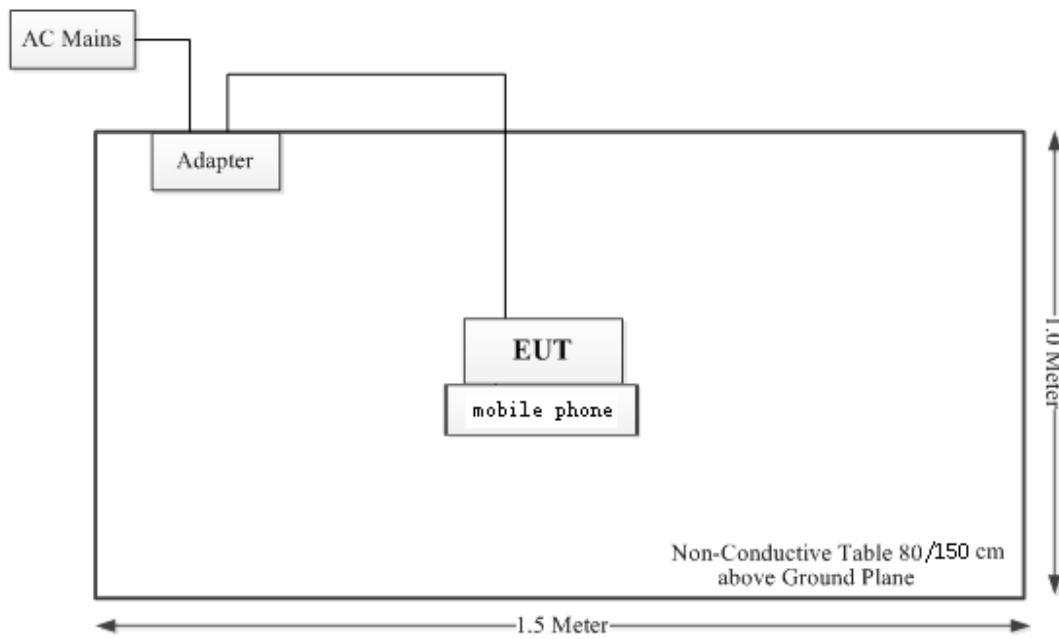 AC Mains
Adapter
EUT
mobile phone
1.0 Meter
Non-Conductive Table 80/150 cm
above Ground Plane
1.5 Meter